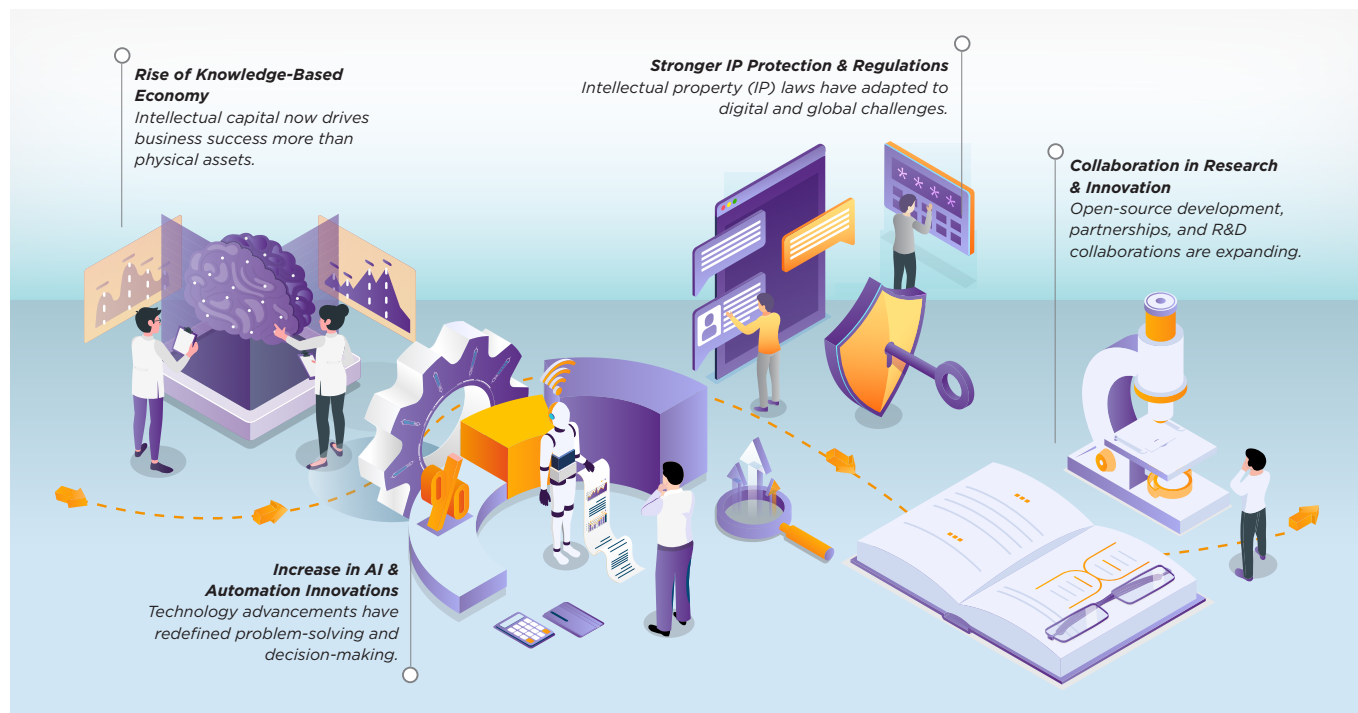 Rise of Knowledge-Based
Economy
Intellectual capital now drives
business success more than
physical assets.
Stronger IP Protection & Regulations
Intellectual property (IP) laws have adapted to
digital and global challenges.
Collaboration in Research
& Innovation
Open-source development,
partnerships, and R&D
collaborations are expanding.
Increase in AI &
Automation Innovations
Technology advancements have
redefined problem-solving and
decision-making.
****
%